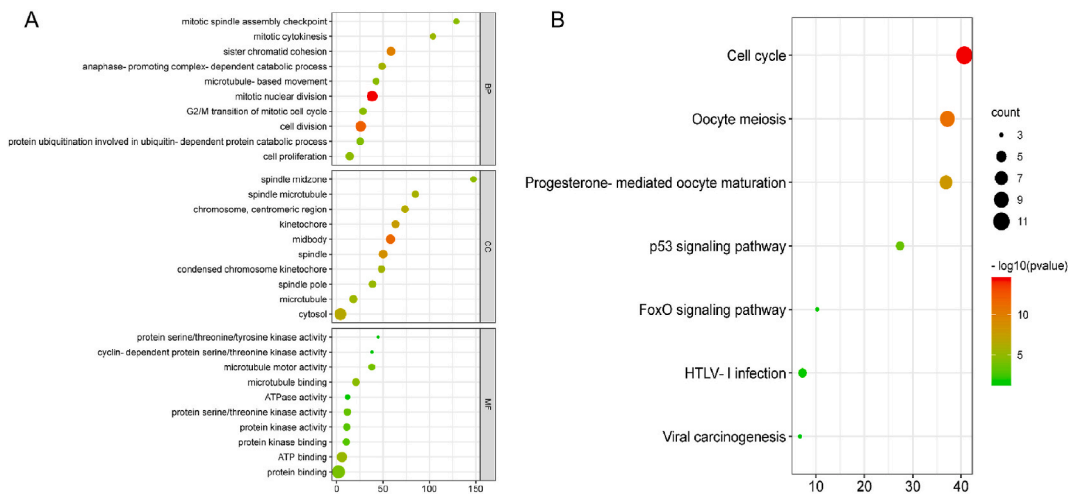 A
mitotic spindle assembly checkpoint
mitotic cytokinesis
sister chromatid cohesion
anaphase- promoting complex- dependent catabolic process
microtubule- based movement
mitotic nuclear division
G2/M transition of mitotic cell cycle
cell division
protein ubiquitination involved in ubiquitin- dependent protein catabolic process
cell proliferation
BP
spindle midzone
spindle microtubule
chromosome, centromeric region
kinetochore
midbody
spindle
condensed chromosome kinetochore
spindle pole
microtubule
cytosol
CC
protein serine/threonine/tyrosine kinase activity
cyclin- dependent protein serine/threonine kinase activity
microtubule motor activity
microtubule binding
ATPase activity
protein serine/threonine kinase activity
protein kinase activity
protein kinase binding
ATP binding
protein binding
MF
0 50 100 150
B
Cell cycle
Oocyte meiosis
Progesterone- mediated oocyte maturation
p53 signaling pathway
FoxO signaling pathway
HTLV- I infection
Viral carcinogenesis
10 20 30 40
count
3
5
7
9
11
- log10(pvalue)
10
5